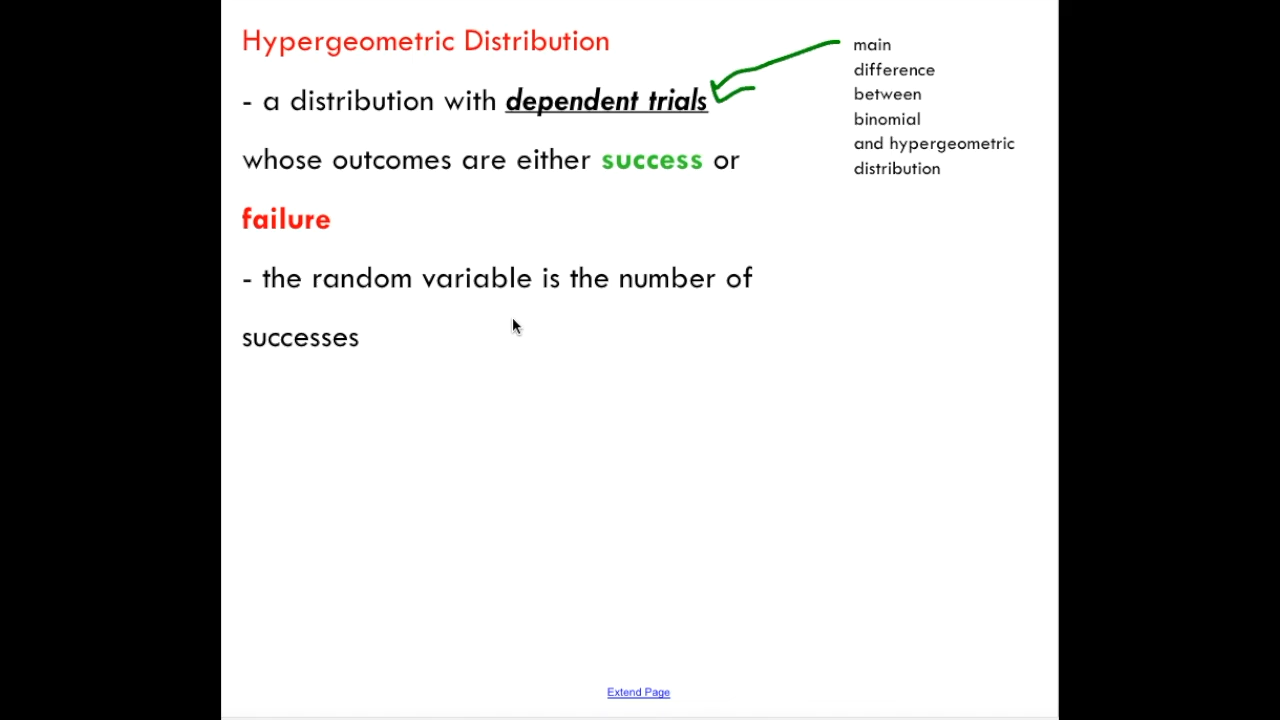 Hypergeometric Distribution
- a distribution with dependent trials
whose outcomes are either success or
failure
- the random variable is the number of
successes
main
difference
between
binomial
and hypergeometric
distribution
Extend Page